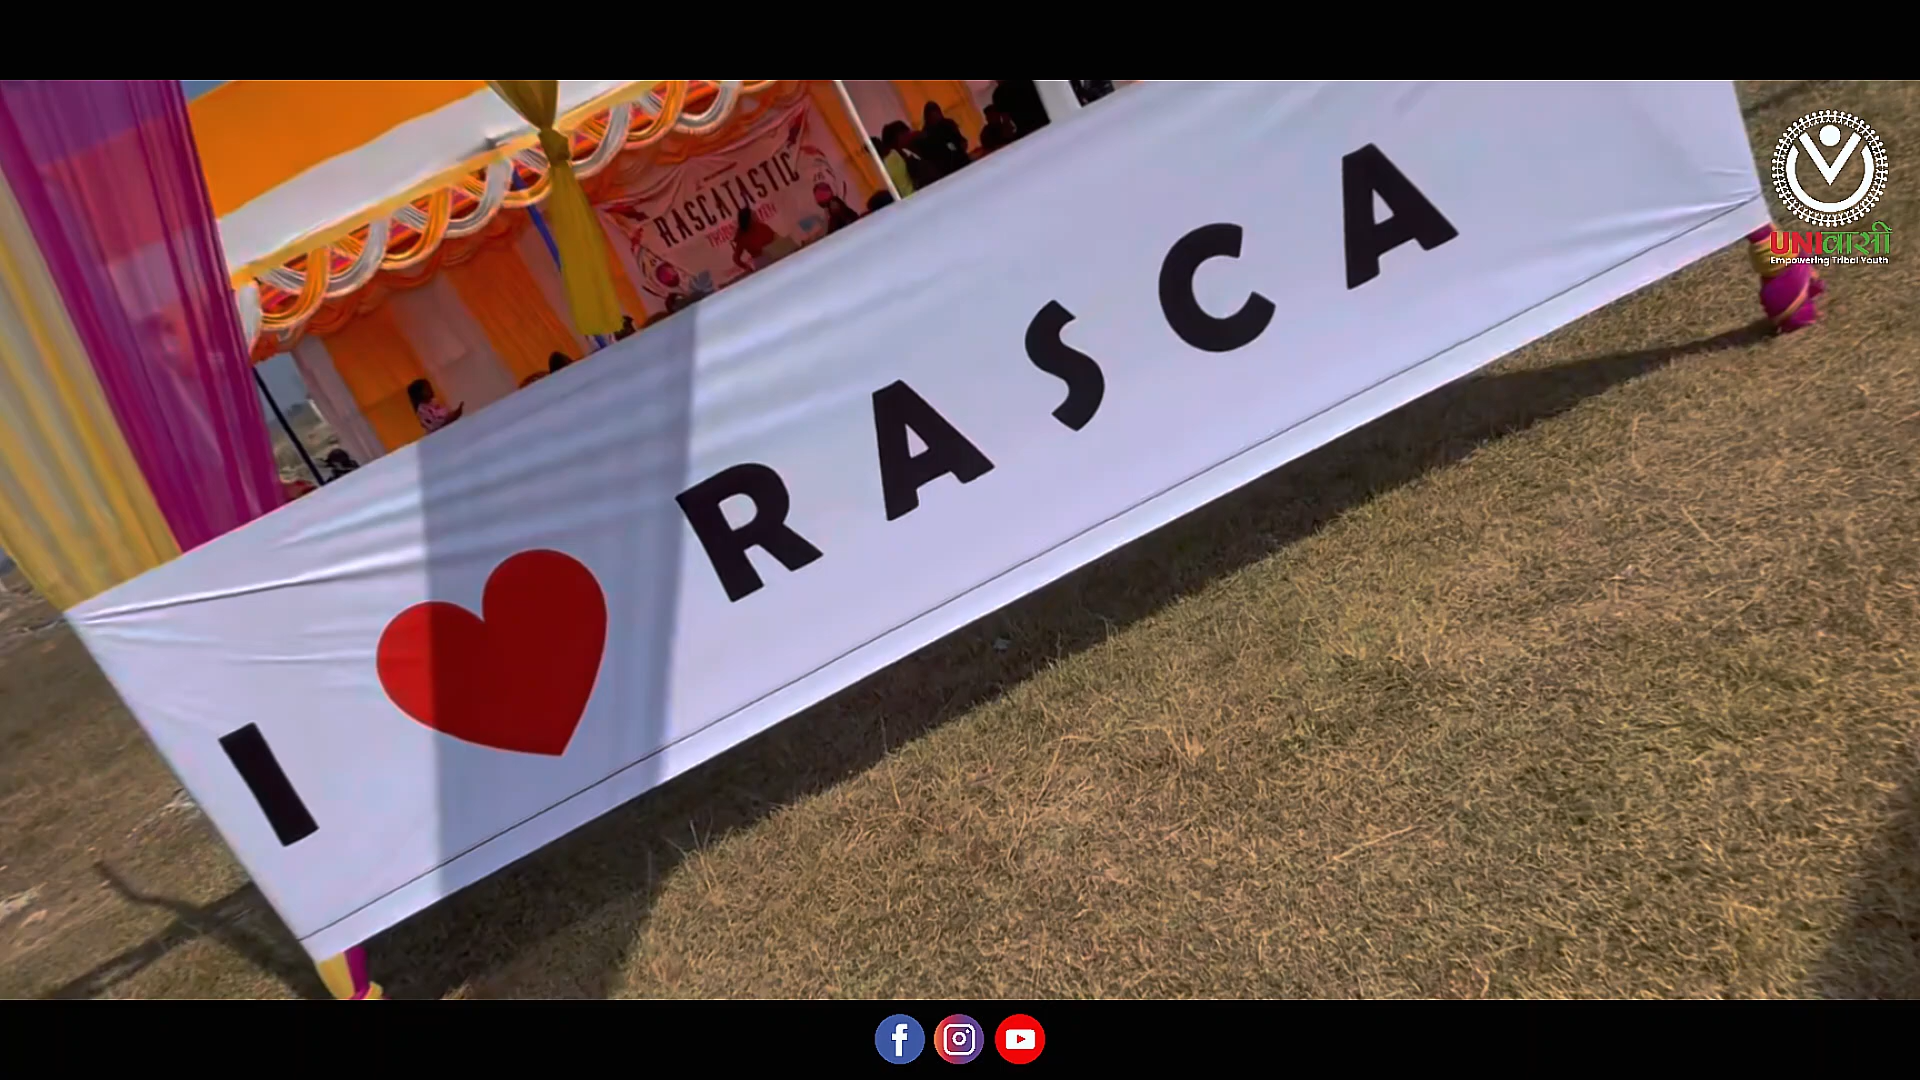 RASCATASTIC
I ❤ RASCA
UNIवासी
Empowering Tribal Youth